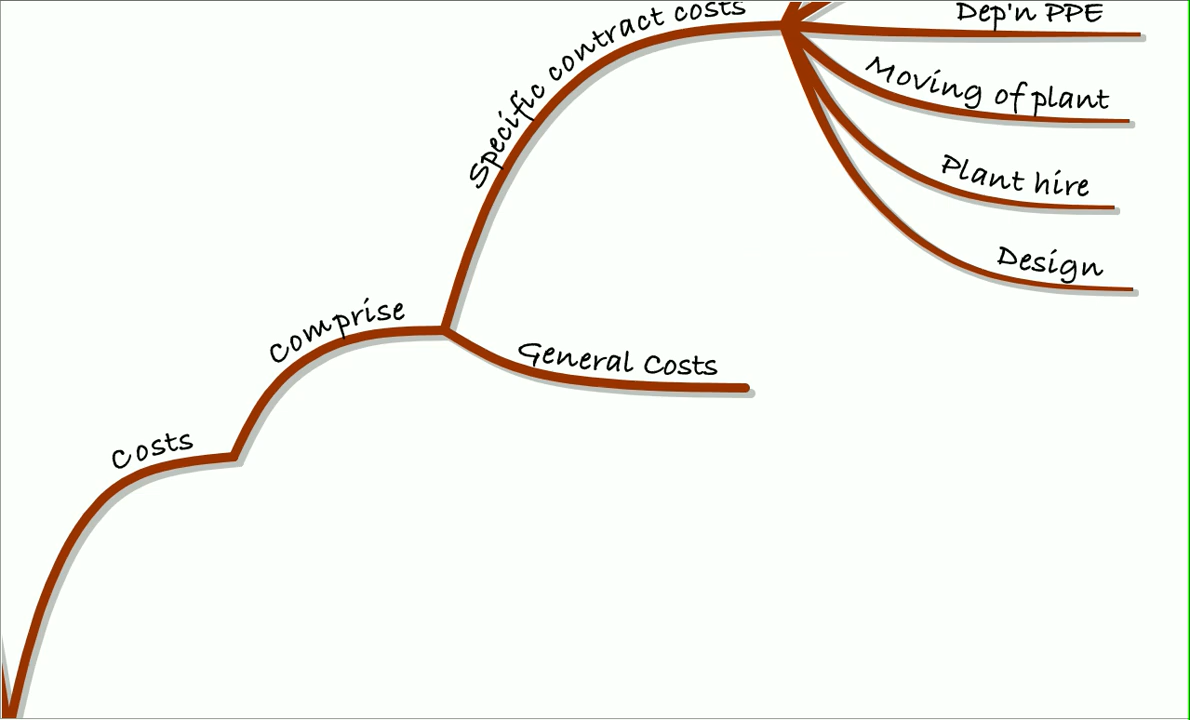 Specific contract costs
Dep'n PPE
Moving of plant
Plant hire
Design
Comprise
General Costs
Costs